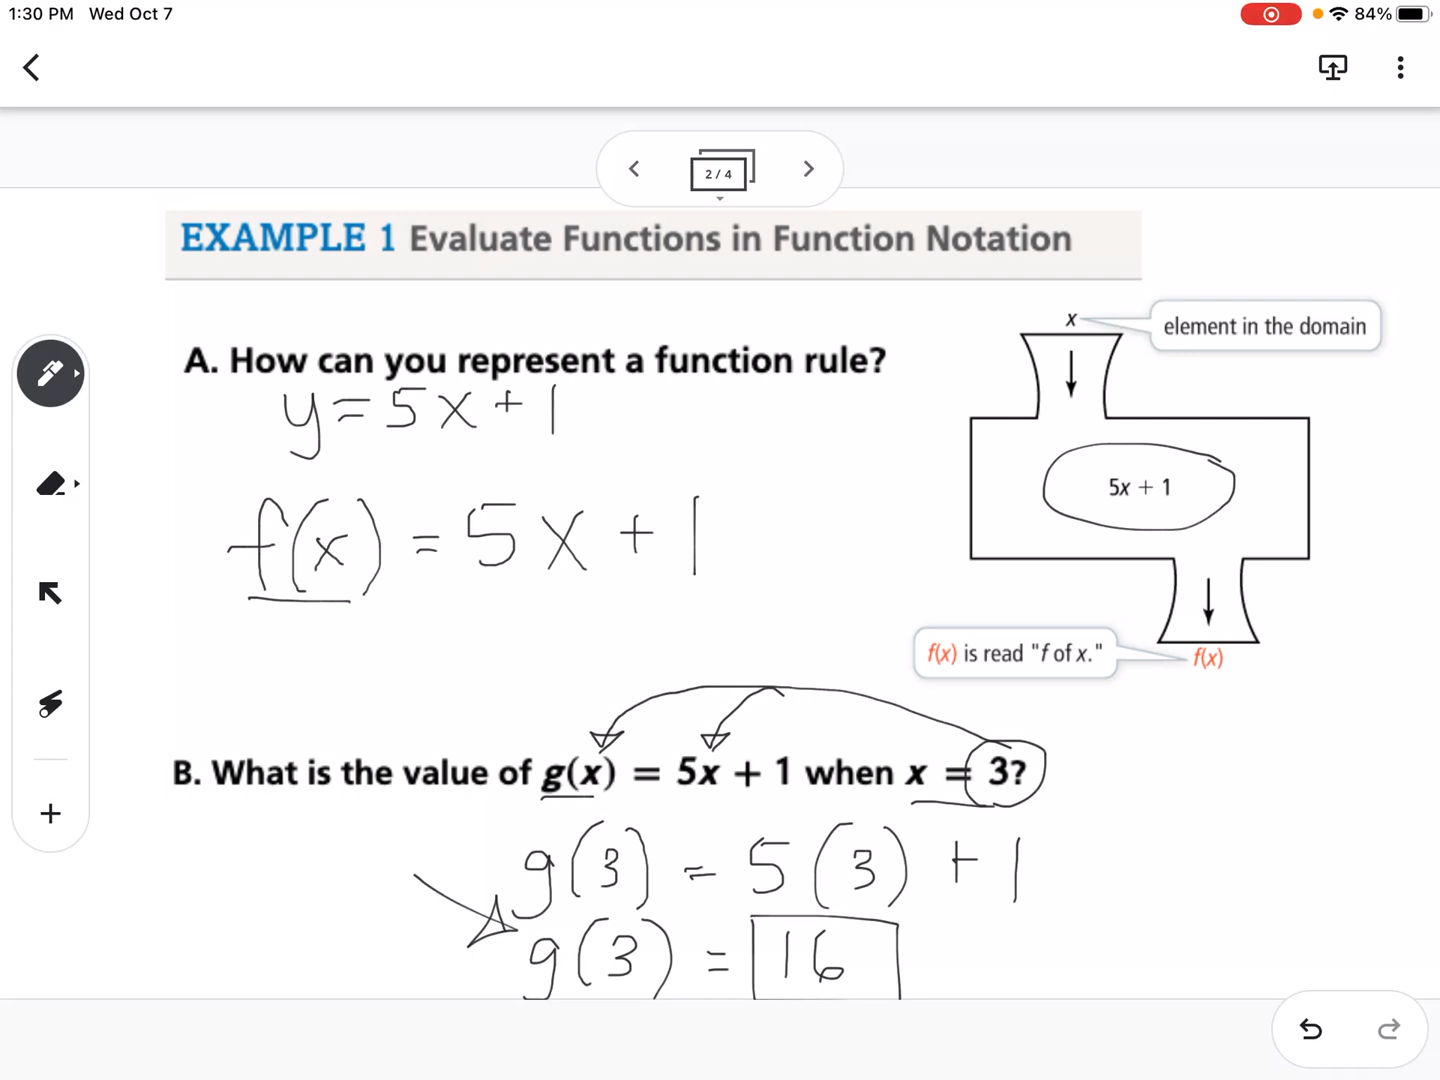 1:30 PM Wed Oct 7
84%
2 / 4
EXAMPLE 1 Evaluate Functions in Function Notation
x
element in the domain
A. How can you represent a function rule?
y = 5x + 1
5x + 1
f(x) = 5x + 1
f(x) is read "f of x."
f(x)
B. What is the value of g(x) = 5x + 1 when x = 3?
g(3) = 5(3) + 1
g(3) = 16